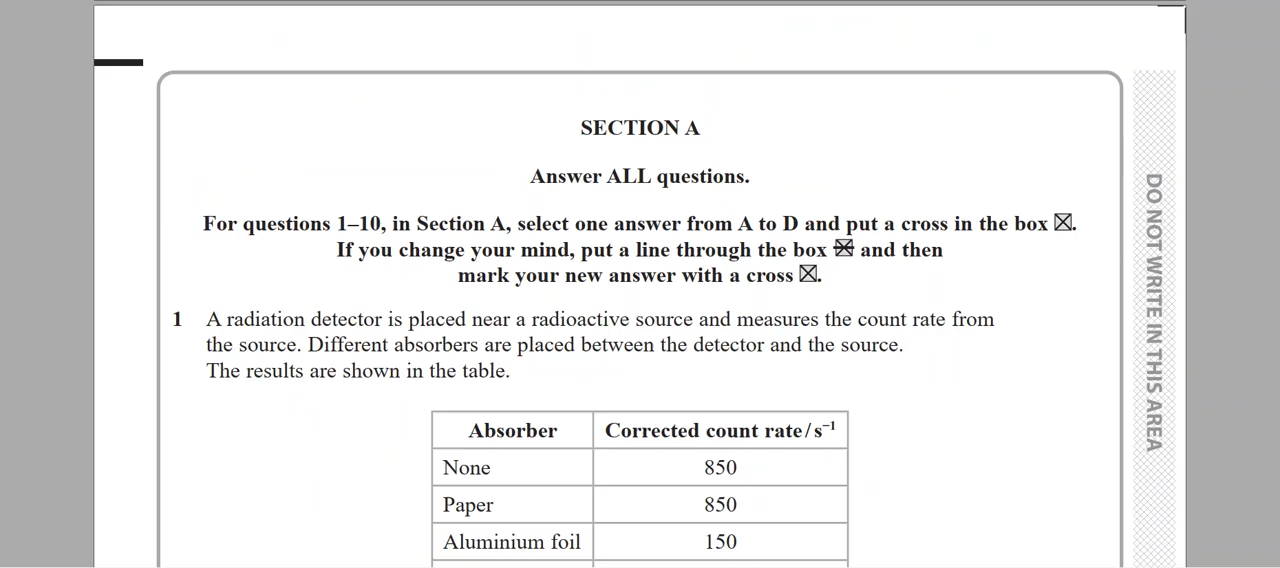 SECTION A
Answer ALL questions.
For questions 1–10, in Section A, select one answer from A to D and put a cross in the box ☒.
If you change your mind, put a line through the box and then
mark your new answer with a cross ☒.
1 A radiation detector is placed near a radioactive source and measures the count rate from
the source. Different absorbers are placed between the detector and the source.
The results are shown in the table.
Absorber Corrected count rate/s⁻¹
None 850
Paper 850
Aluminium foil 150
DO NOT WRITE IN THIS AREA